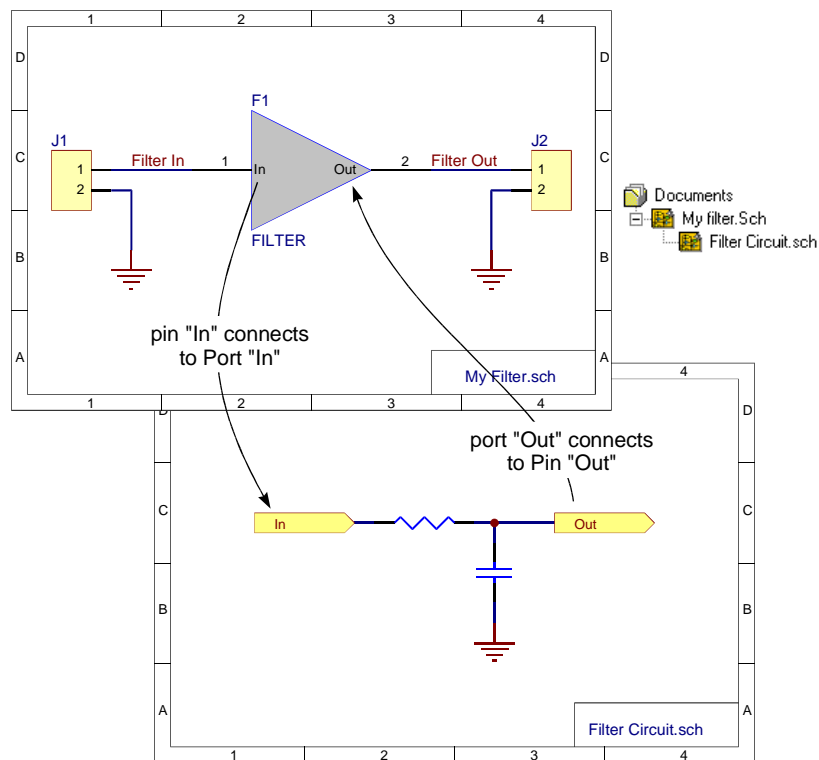 1 2 3 4
D D
F1
J1 J2
C C
1 Filter In 1 In Out 2 Filter Out 1
2 2
Documents
My filter.Sch
Filter Circuit.sch
FILTER
B B
pin "In" connects
to Port "In"
A A
My Filter.sch
4
1 2 3 4
D D
port "Out" connects
to Pin "Out"
C C
In Out
B B
A A
Filter Circuit.sch
1 2 3 4